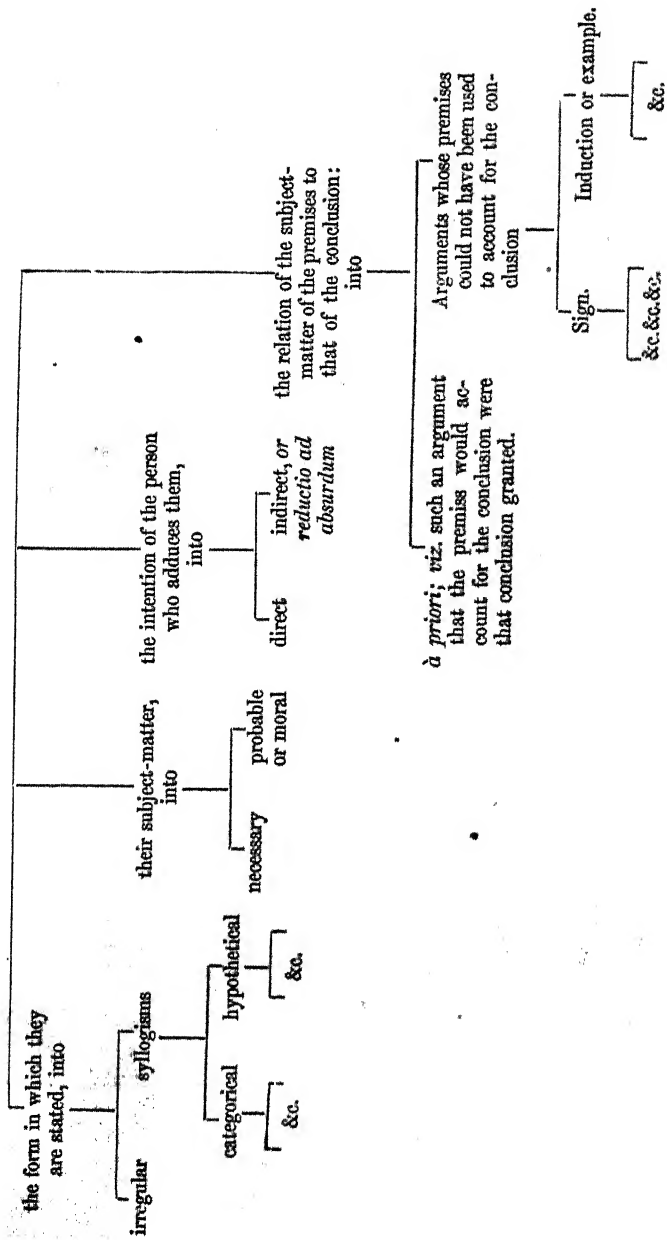 the form in which they
are stated, into
irregular
syllogisms
categorical
&c.
hypothetical
&c.
their subject-matter,
into
necessary
probable
or moral
the intention of the person
who adduces them,
into
direct
indirect, or
reductio ad
absurdum
the relation of the subject-
matter of the premises to
that of the conclusion:
into
à priori; viz. such an argument
that the premiss would ac-
count for the conclusion were
that conclusion granted.
Arguments whose premises
could not have been used
to account for the con-
clusion
Sign.
&c. &c. &c.
Induction or example.
&c.